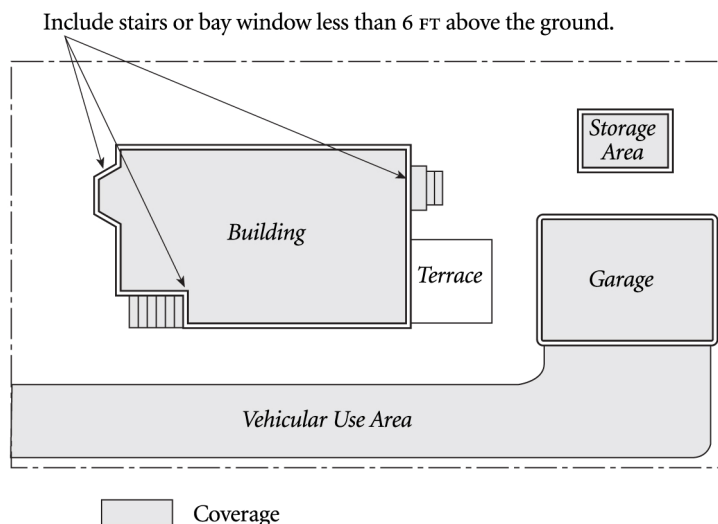 Include stairs or bay window less than 6 FT above the ground.
Storage
Area
Building
Terrace
Garage
Vehicular Use Area
Coverage